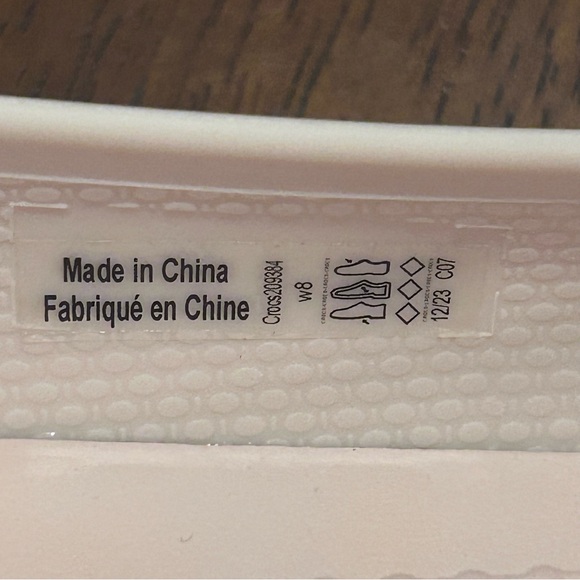 Made in China
Fabriqué en Chine
Crocs209384
w8
12/23 C07